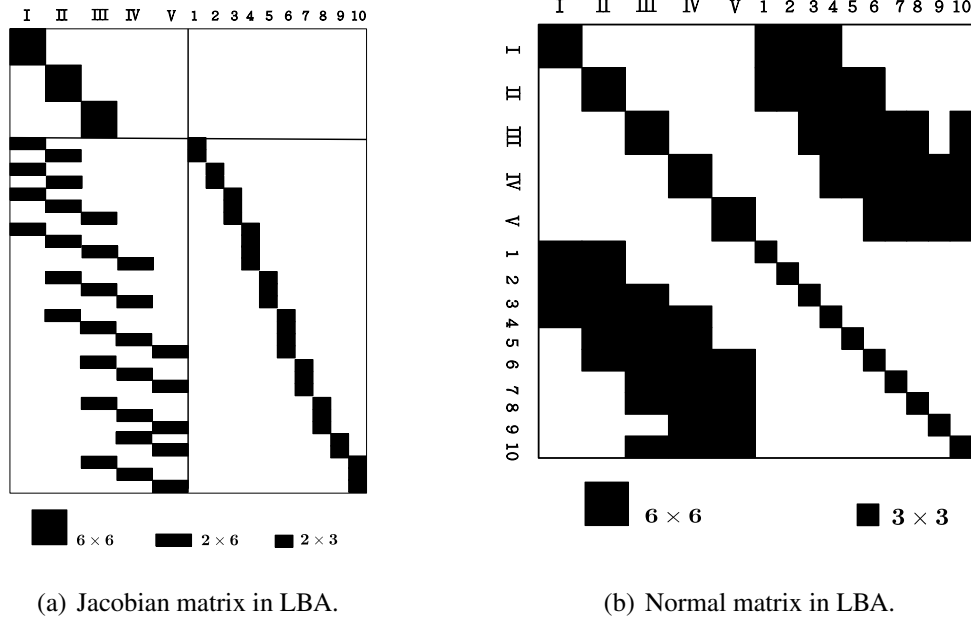 I II III IV V 1 2 3 4 5 6 7 8 9 10
6 × 6 2 × 6 2 × 3
(a) Jacobian matrix in LBA.
I II III IV V 1 2 3 4 5 6 7 8 9 10
I
II
III
IV
V
1
2
3
4
5
6
7
8
9
10
6 × 6 3 × 3
(b) Normal matrix in LBA.